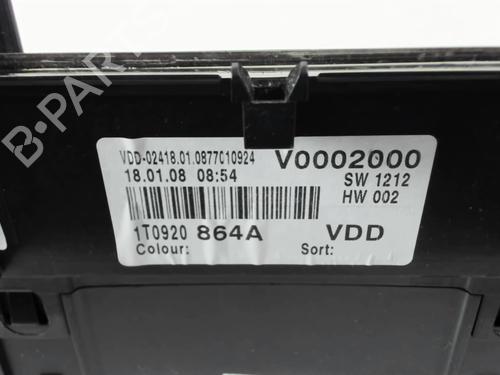 VDD-02418.01.0877010924 V0002000
18.01.08 08:54 SW 1212
HW 002
1T0920 864A VDD
Colour: Sort:
B-PARTS